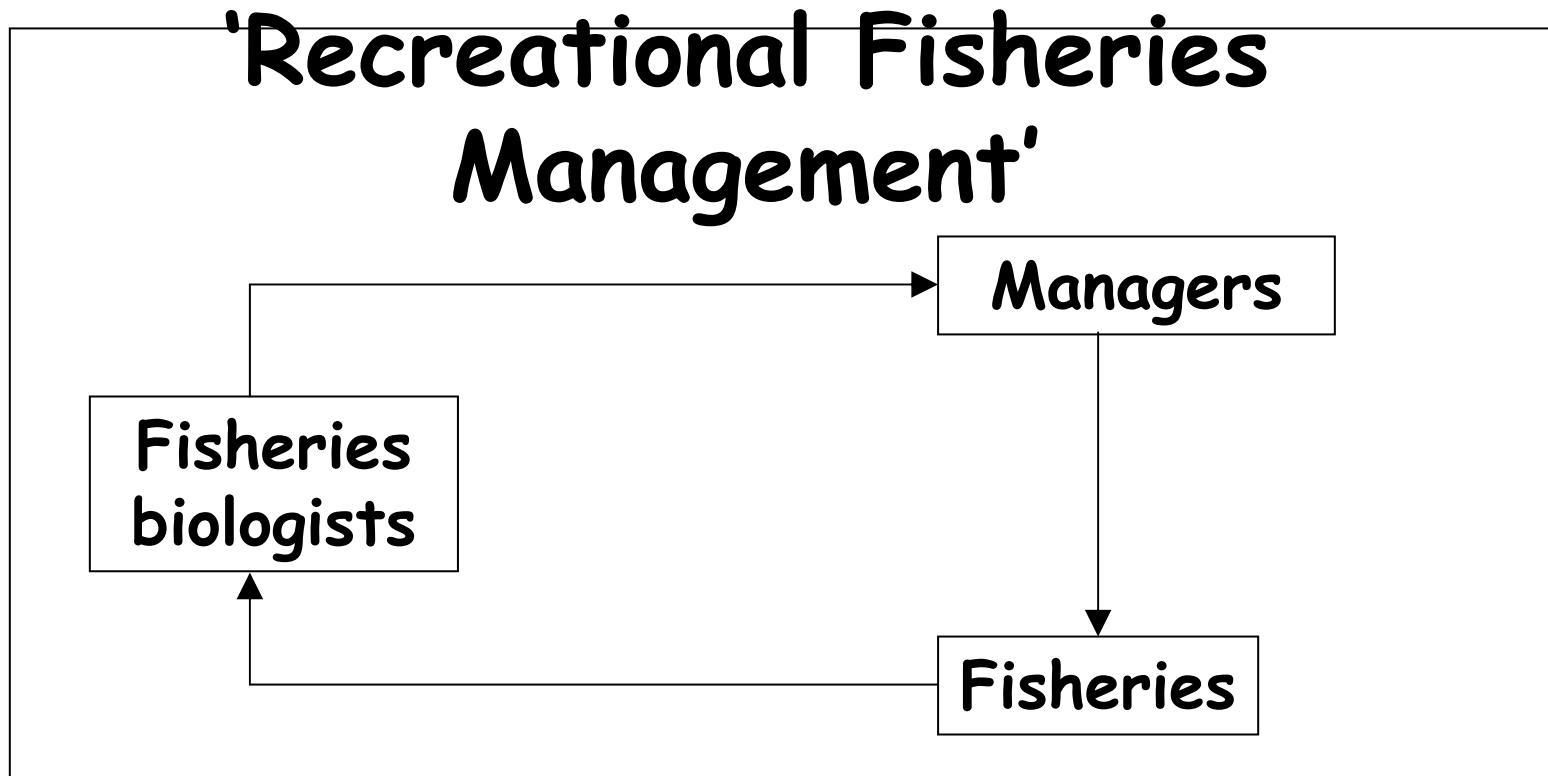 ‘Recreational Fisheries
Management’
Managers
Fisheries
biologists
Fisheries